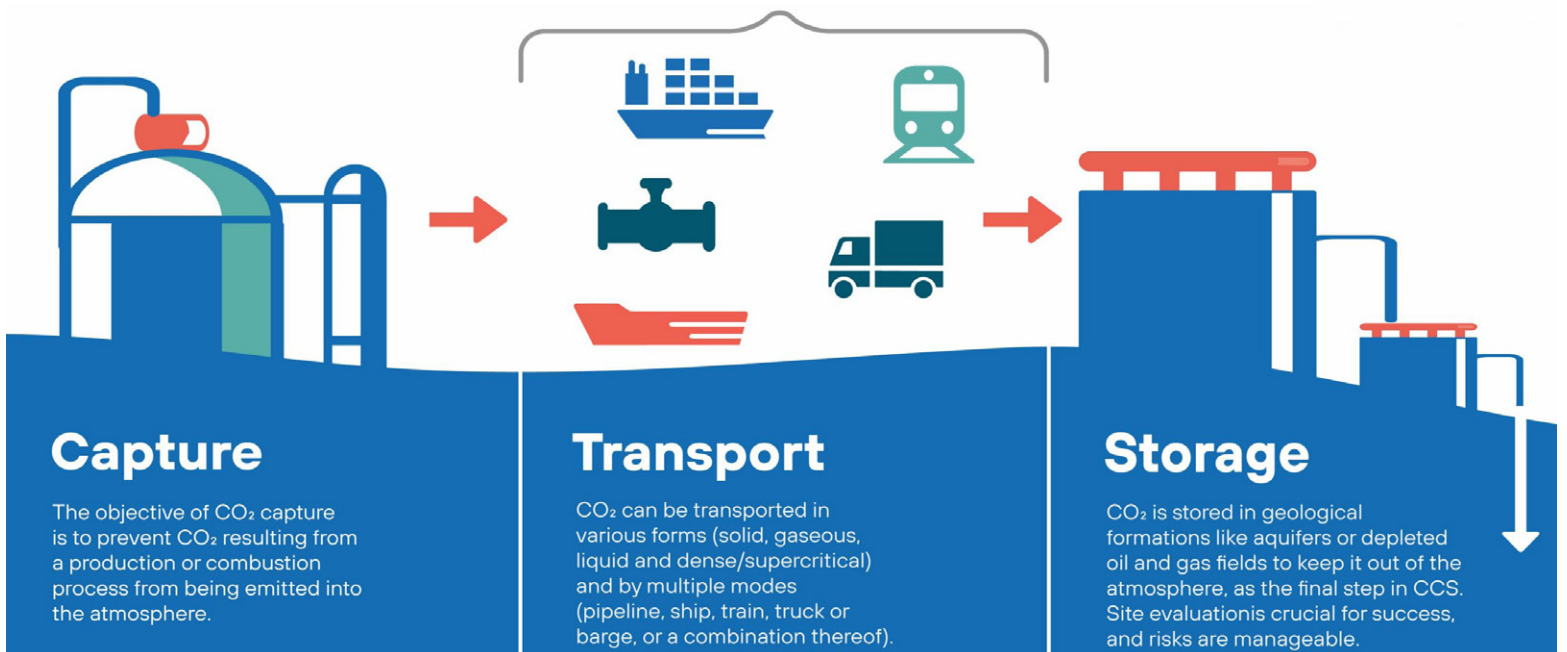 Capture
The objective of CO₂ capture
is to prevent CO₂ resulting from
a production or combustion
process from being emitted into
the atmosphere.
Transport
CO₂ can be transported in
various forms (solid, gaseous,
liquid and dense/supercritical)
and by multiple modes
(pipeline, ship, train, truck or
barge, or a combination thereof).
Storage
CO₂ is stored in geological
formations like aquifers or depleted
oil and gas fields to keep it out of the
atmosphere, as the final step in CCS.
Site evaluationis crucial for success,
and risks are manageable.